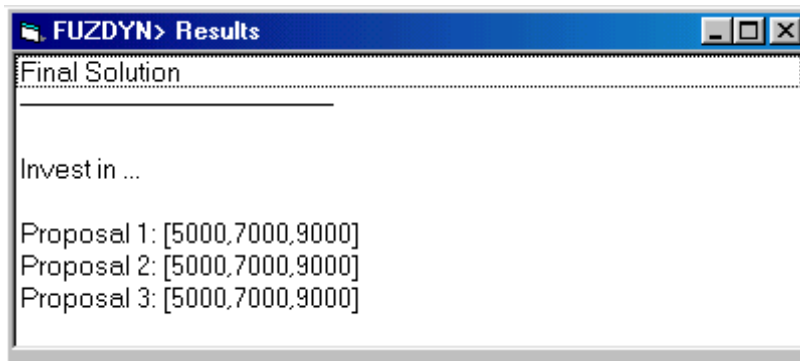 FUZDYN> Results
Final Solution
Invest in ...
Proposal 1: [5000,7000,9000]
Proposal 2: [5000,7000,9000]
Proposal 3: [5000,7000,9000]